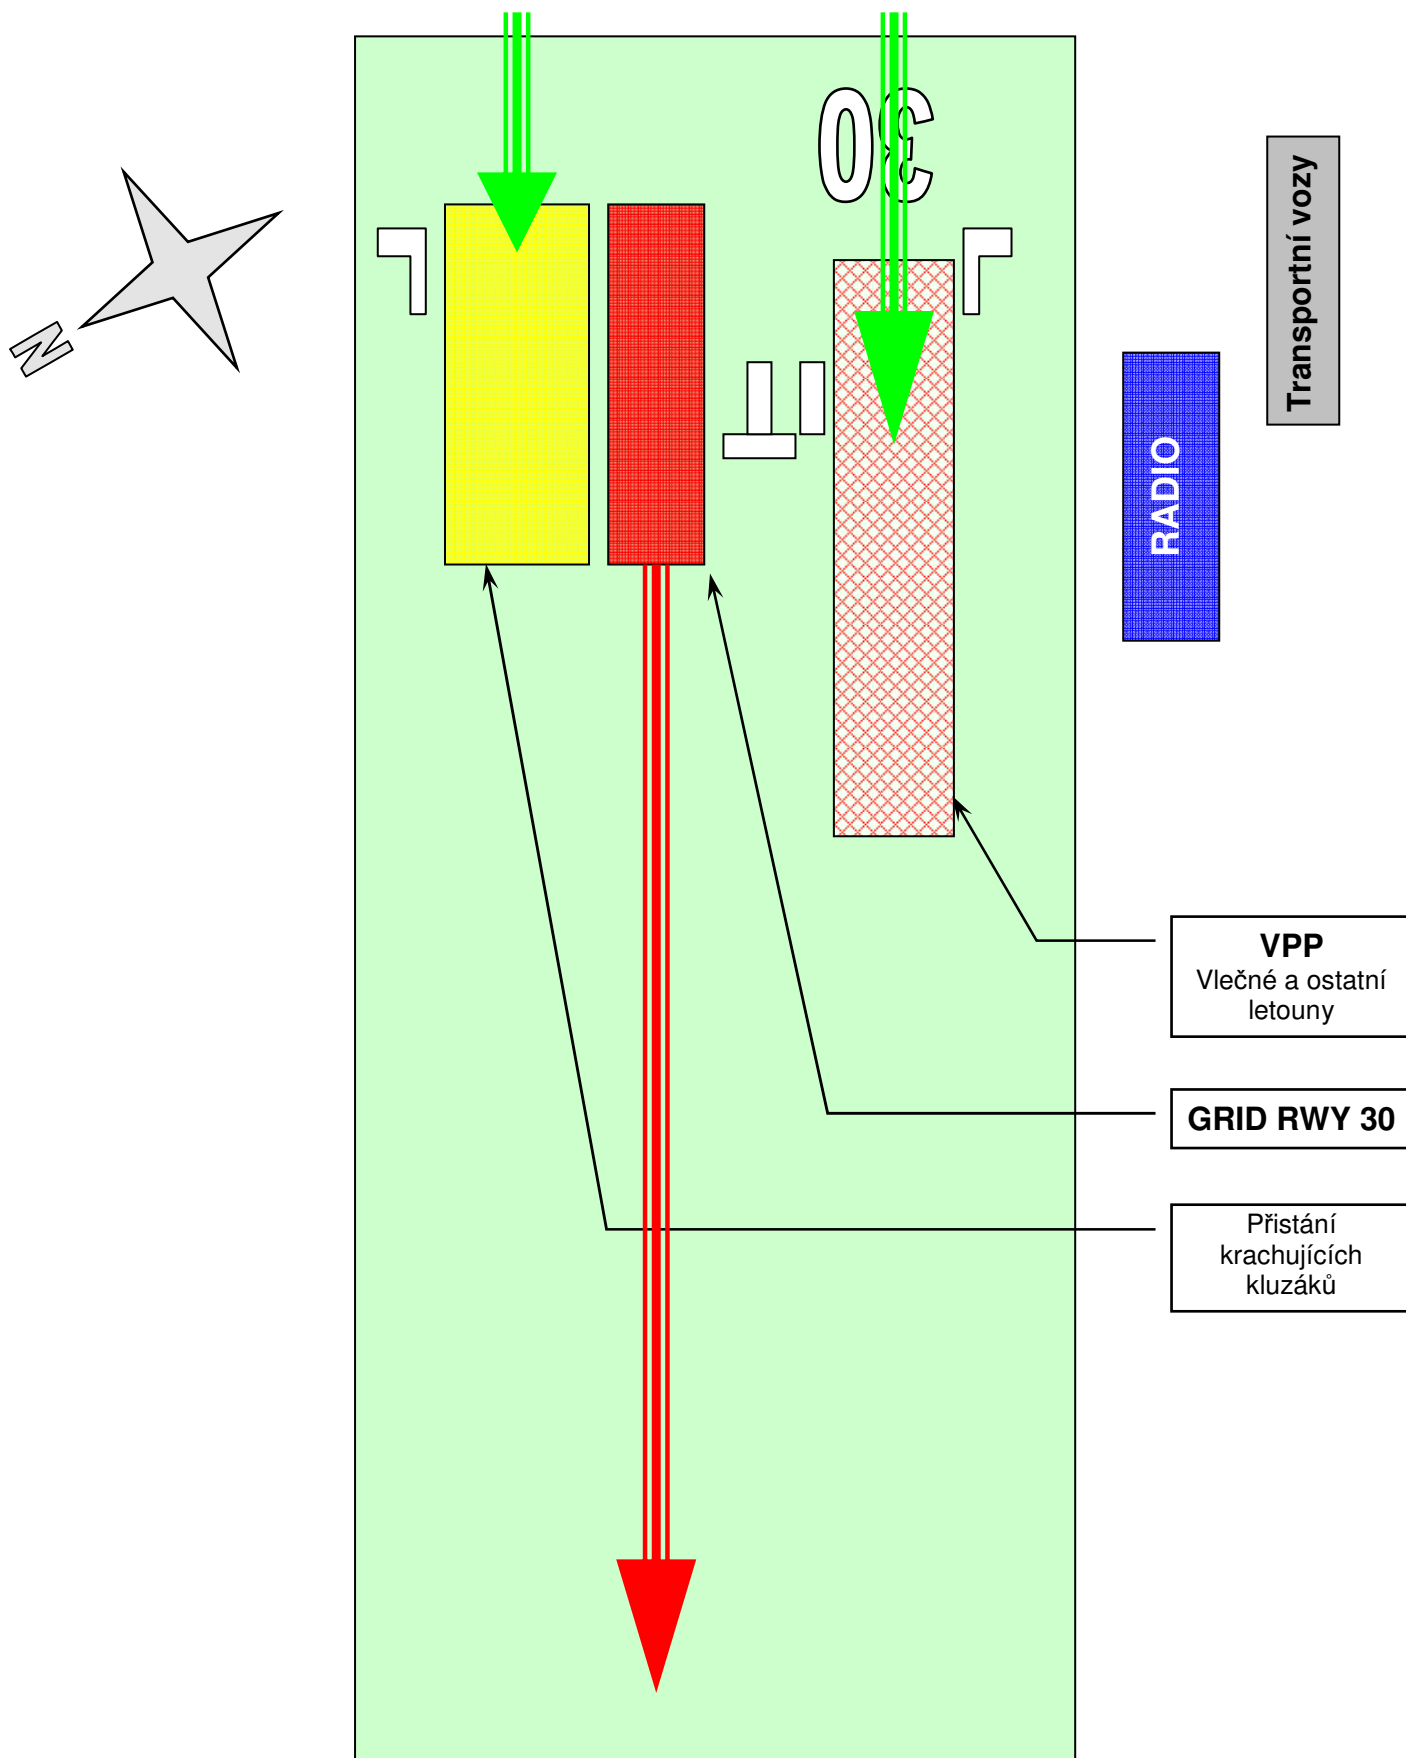 30
N
Transportní vozy
RADIO
VPP
Vlečné a ostatní
letouny
GRID RWY 30
Přistání
krachujících
kluzáků